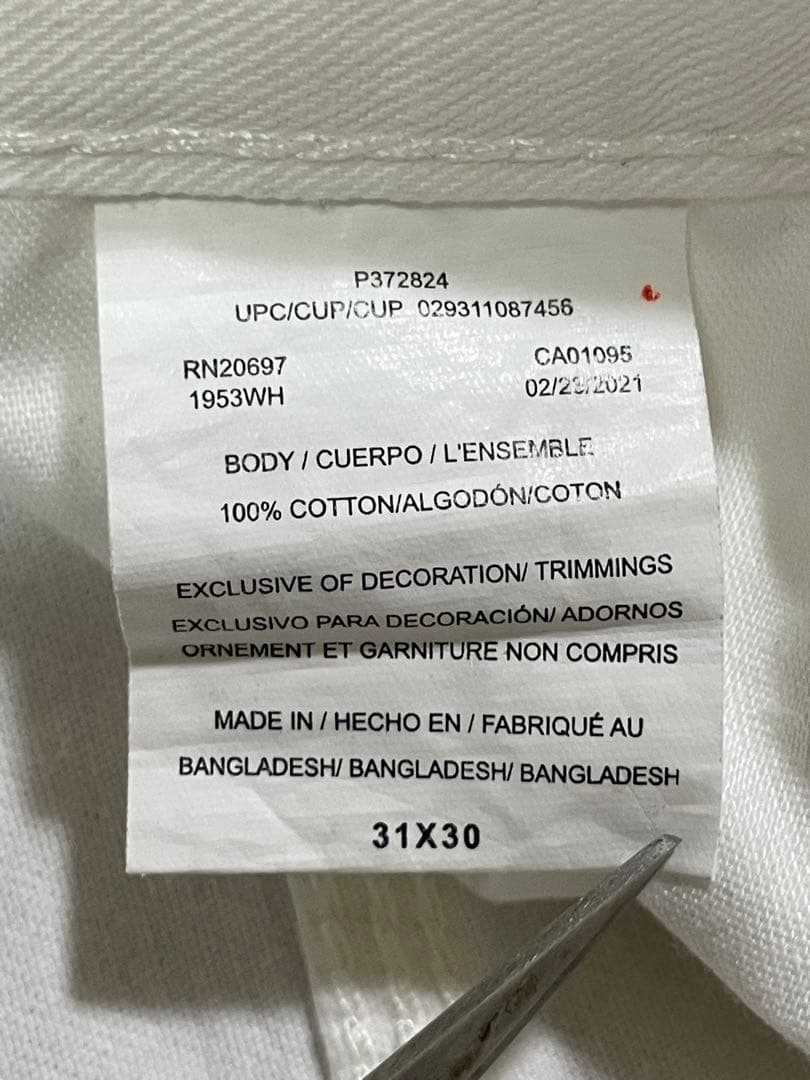 P372824
UPC/CUP/CUP 029311087456
RN20697 CA01095
1953WH
BODY / CUERPO / L'ENSEMBLE
100% COTTON/ALGODÓN/COTON
EXCLUSIVE OF DECORATION/ TRIMMINGS
EXCLUSIVO PARA DECORACIÓN/ ADORNOS
ORNEMENT ET GARNITURE NON COMPRIS
MADE IN / HECHO EN / FABRIQUÉ AU
BANGLADESH/ BANGLADESH/ BANGLADESH
31X30